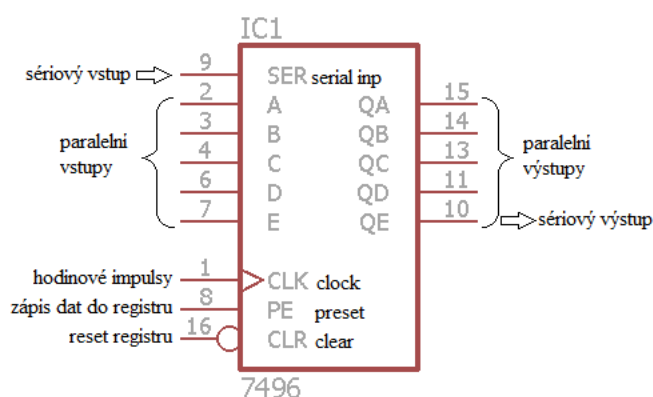 IC1
sériový vstup 9 SER serial inp
2 A QA 15
3 B QB 14
paralelní vstupy
paralelní výstupy
4 C QC 13
6 D QD 11
7 E QE 10 sériový výstup
hodinové impulsy 1 CLK clock
zápis dat do registru 8 PE preset
reset registru 16 CLR clear
7496